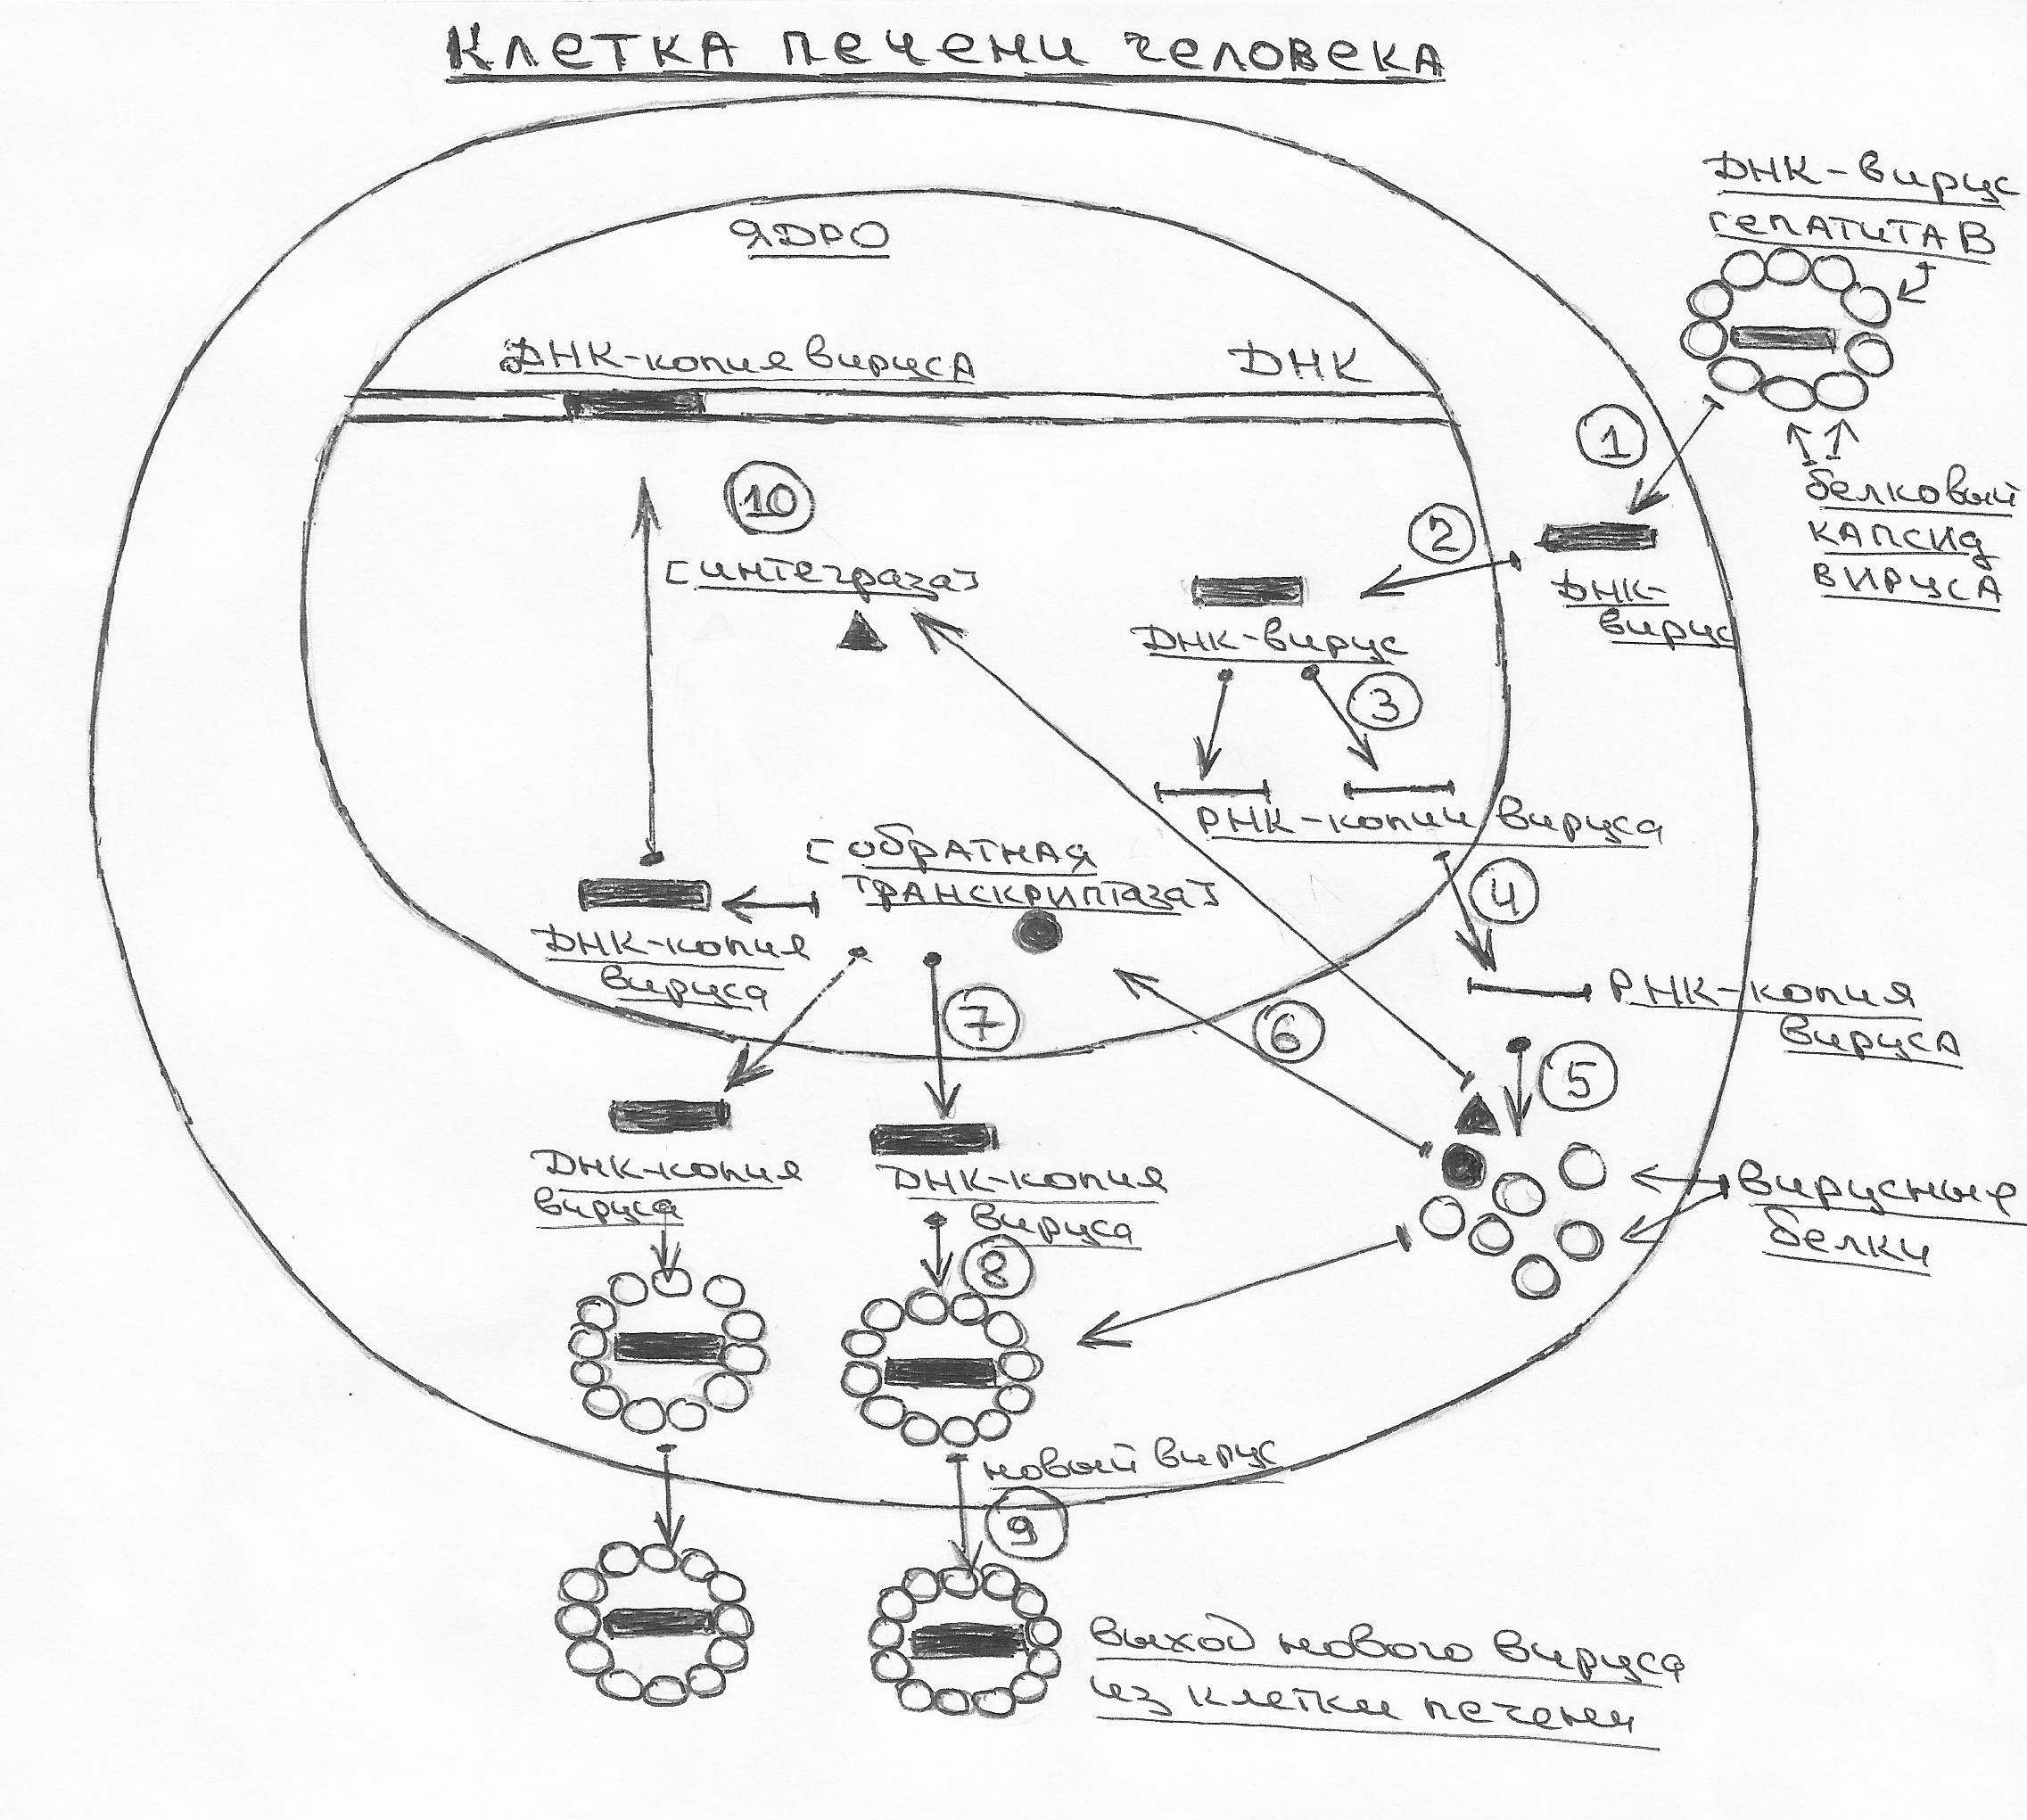 Клетка печени человека
ДНК-вирус
гепатита В
ЯДРО
ДНК-копия вируса
ДНК
1
белковый
капсид
вируса
10
2
[интеграза]
ДНК-
вирус
ДНК-вирус
3
РНК-копии вируса
[обратная
транскриптаза]
4
ДНК-копия
вируса
РНК-копия
вируса
7
6
5
ДНК-копия
вируса
ДНК-копия
вируса
вирусные
белки
8
новый вирус
9
выход нового вируса
из клетки печени